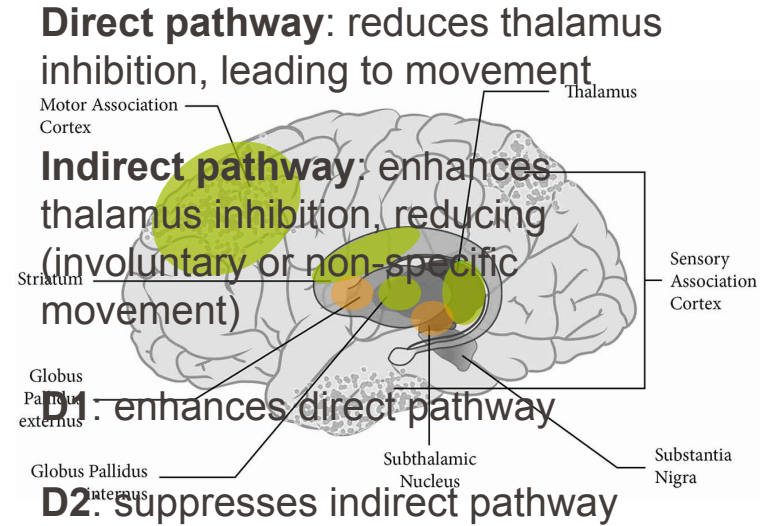 Direct pathway: reduces thalamus
inhibition, leading to movement
Thalamus
Motor Association
Cortex
Indirect pathway: enhances
thalamus inhibition, reducing
(involuntary or non-specific
movement)
Striatum
Sensory
Association
Cortex
Globus
Pallidus
externus
D1: enhances direct pathway
Globus Pallidus
internus
Subthalamic
Nucleus
Substantia
Nigra
D2: suppresses indirect pathway